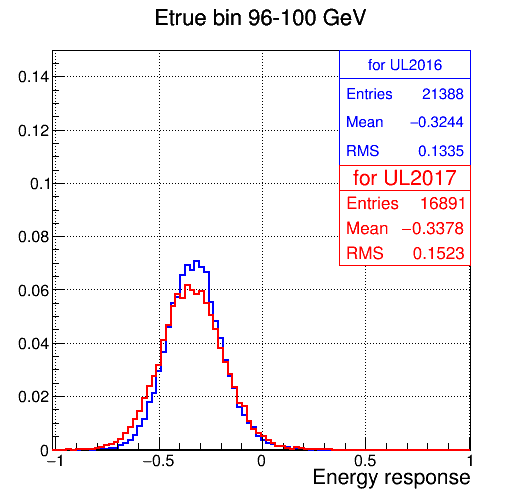 Etrue bin 96-100 GeV
for UL2016
Entries 21388
Mean −0.3244
RMS 0.1335
for UL2017
Entries 16891
Mean −0.3378
RMS 0.1523
0.14
0.12
0.1
0.08
0.06
0.04
0.02
0
−1 −0.5 0 0.5 1
Energy response